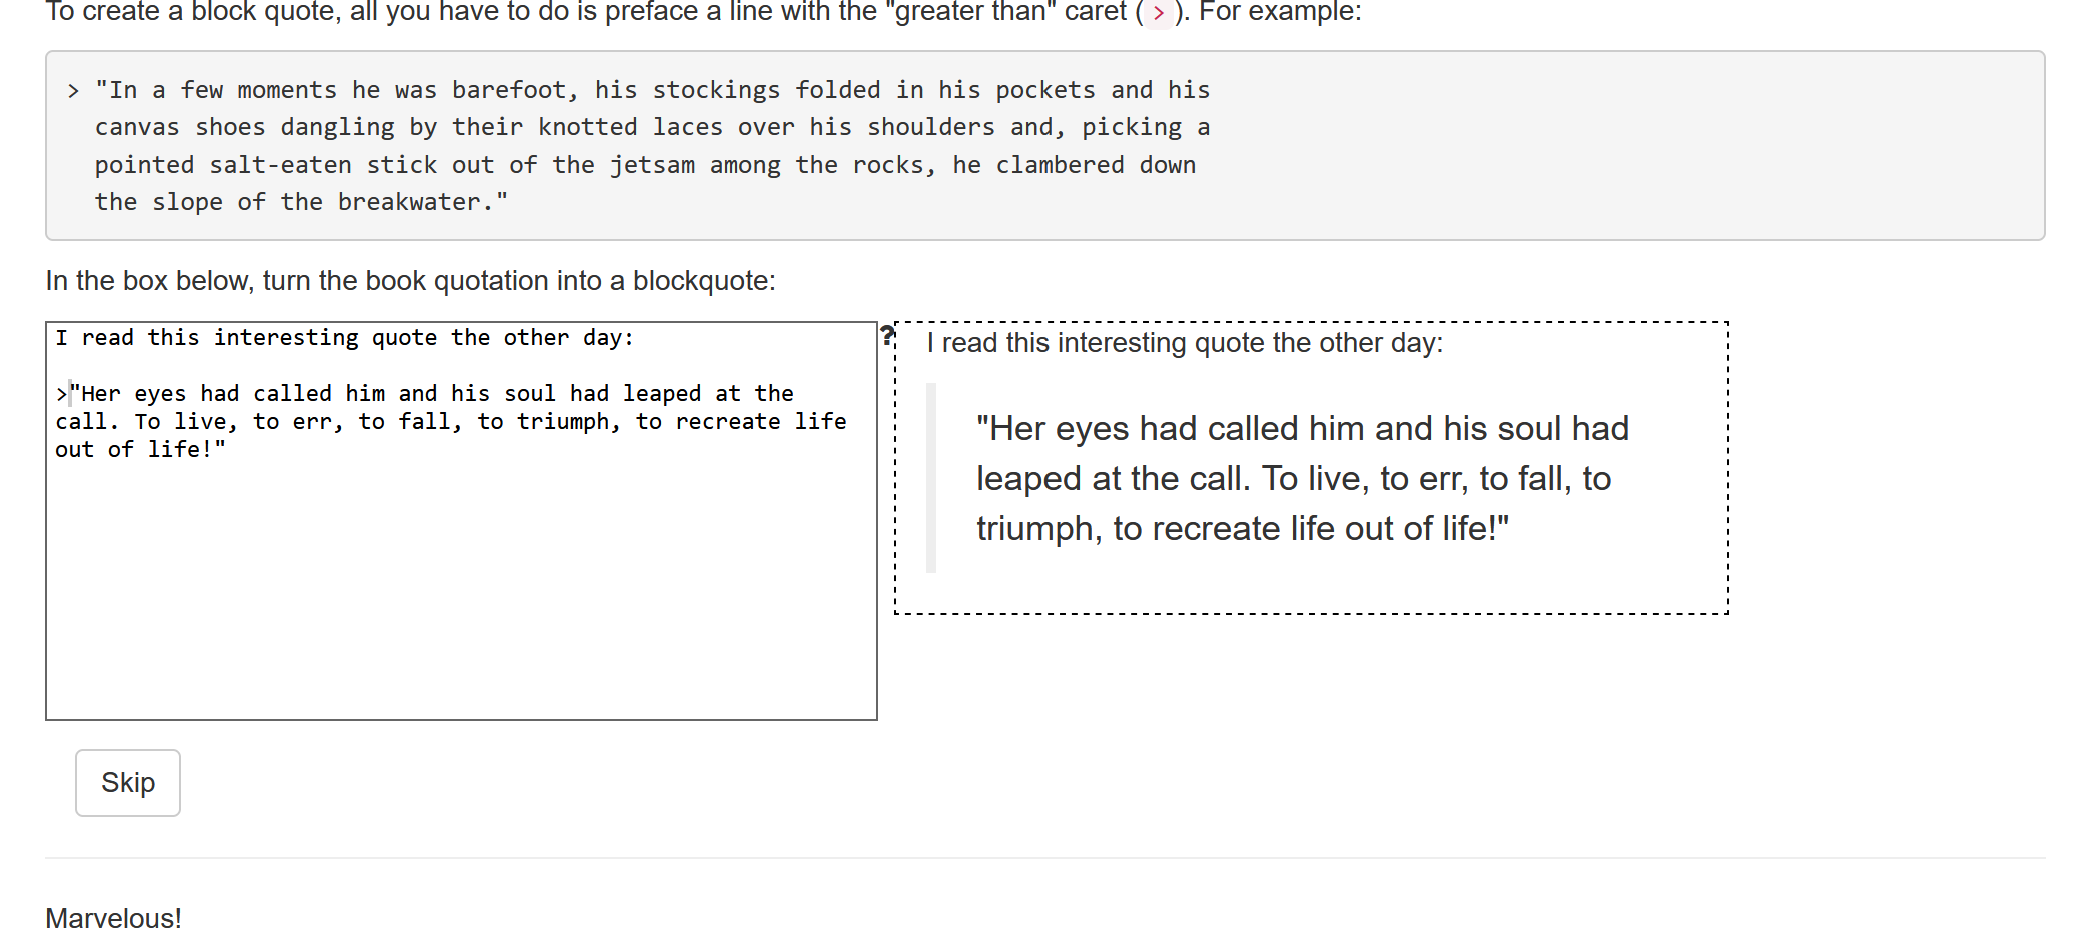 To create a block quote, all you have to do is preface a line with the "greater than" caret ( > ). For example:
> "In a few moments he was barefoot, his stockings folded in his pockets and his
canvas shoes dangling by their knotted laces over his shoulders and, picking a
pointed salt-eaten stick out of the jetsam among the rocks, he clambered down
the slope of the breakwater."
In the box below, turn the book quotation into a blockquote:
I read this interesting quote the other day:
>"Her eyes had called him and his soul had leaped at the
call. To live, to err, to fall, to triumph, to recreate life
out of life!"
?
I read this interesting quote the other day:
"Her eyes had called him and his soul had
leaped at the call. To live, to err, to fall, to
triumph, to recreate life out of life!"
Skip
Marvelous!